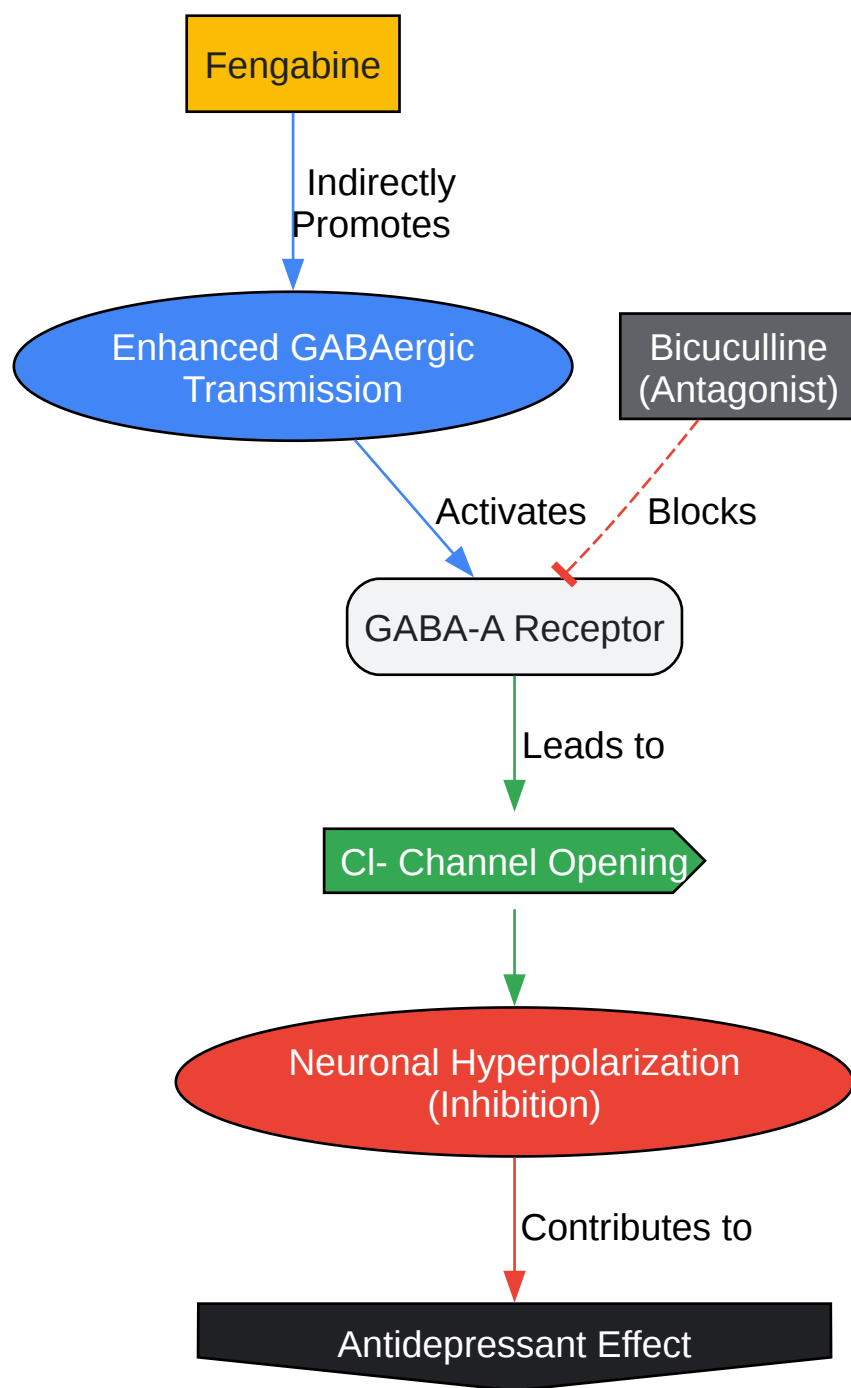 Fengabine
Indirectly
Promotes
Enhanced GABAergic
Transmission
Bicuculline
(Antagonist)
Activates
Blocks
GABA-A Receptor
Leads to
Cl- Channel Opening
Neuronal Hyperpolarization
(Inhibition)
Contributes to
Antidepressant Effect